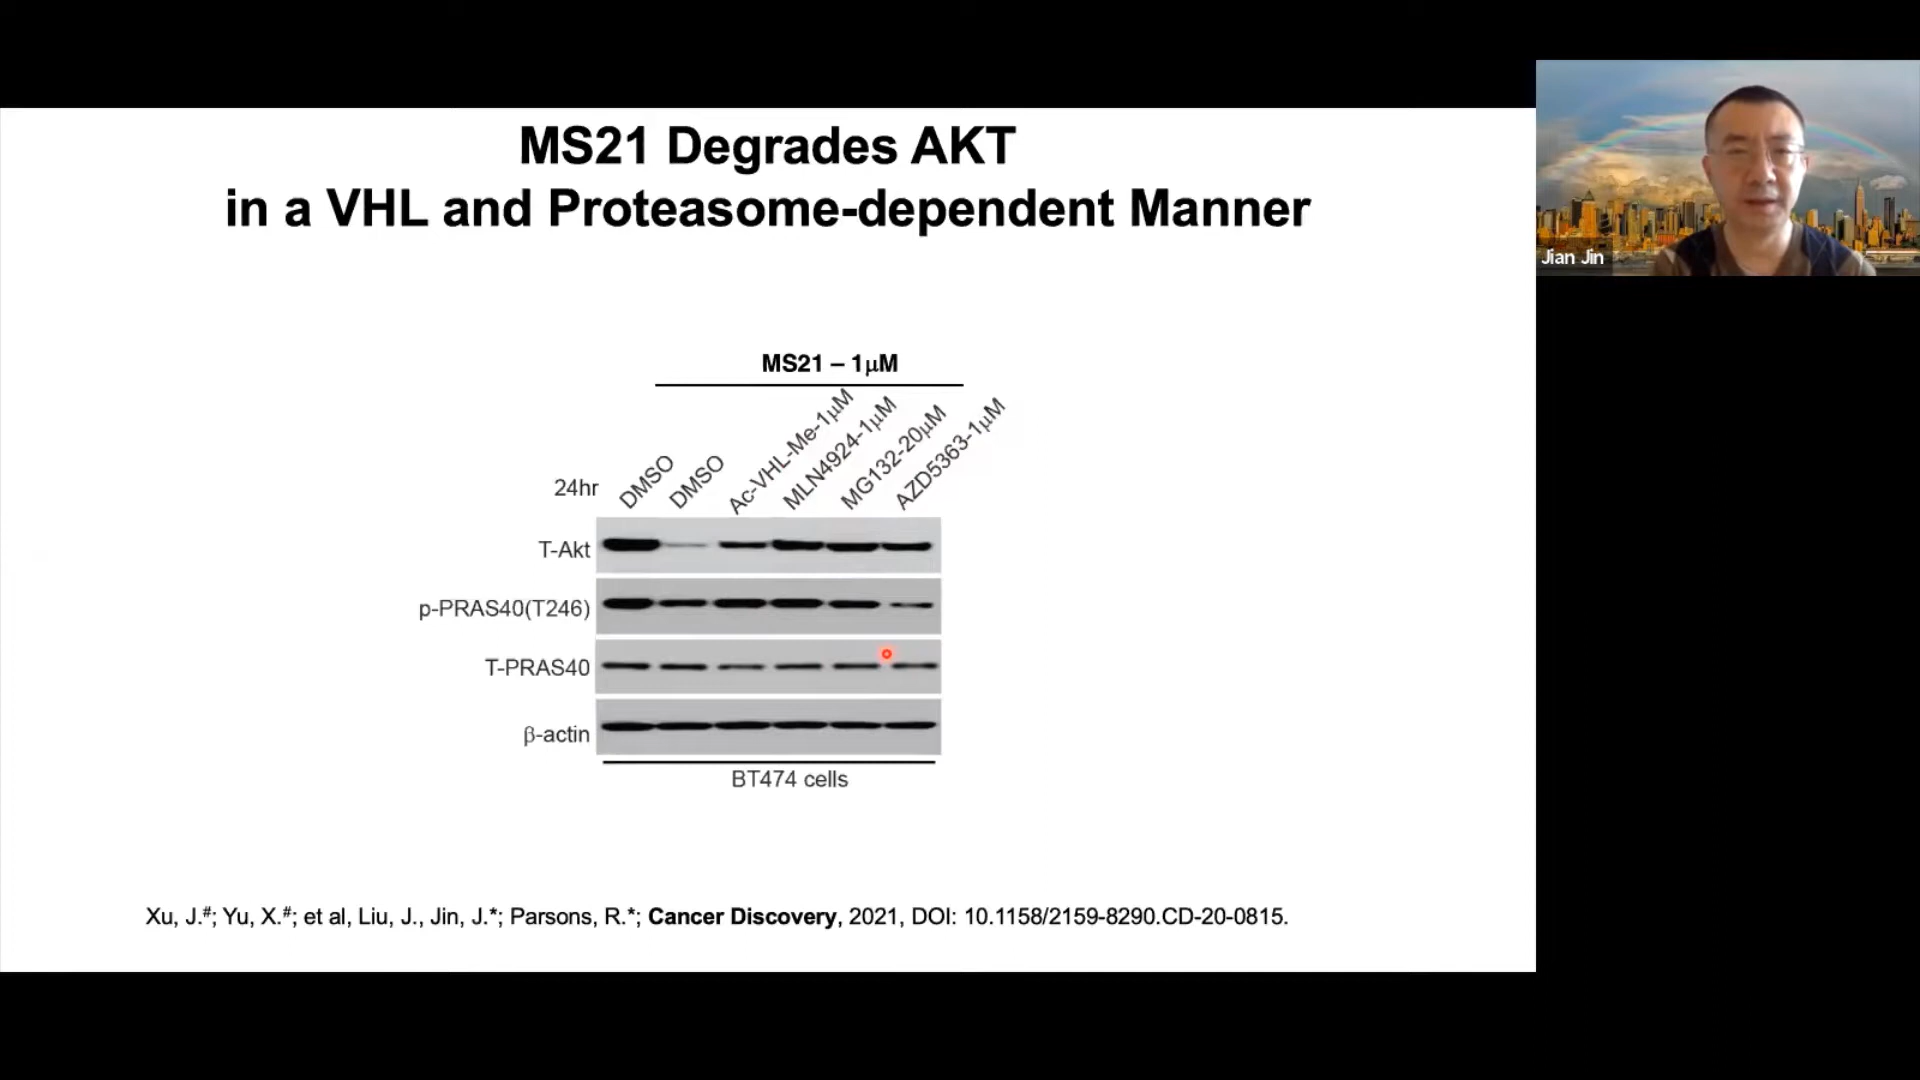 MS21 Degrades AKT
in a VHL and Proteasome-dependent Manner
Jian Jin
MS21 – 1μM
24hr
DMSO
DMSO
Ac-VHL-Me-1μM
MLN4924-1μM
MG132-20μM
AZD5363-1μM
T-Akt
p-PRAS40(T246)
T-PRAS40
β-actin
BT474 cells
Xu, J.#; Yu, X.#; et al, Liu, J., Jin, J.*; Parsons, R.*; Cancer Discovery, 2021, DOI: 10.1158/2159-8290.CD-20-0815.